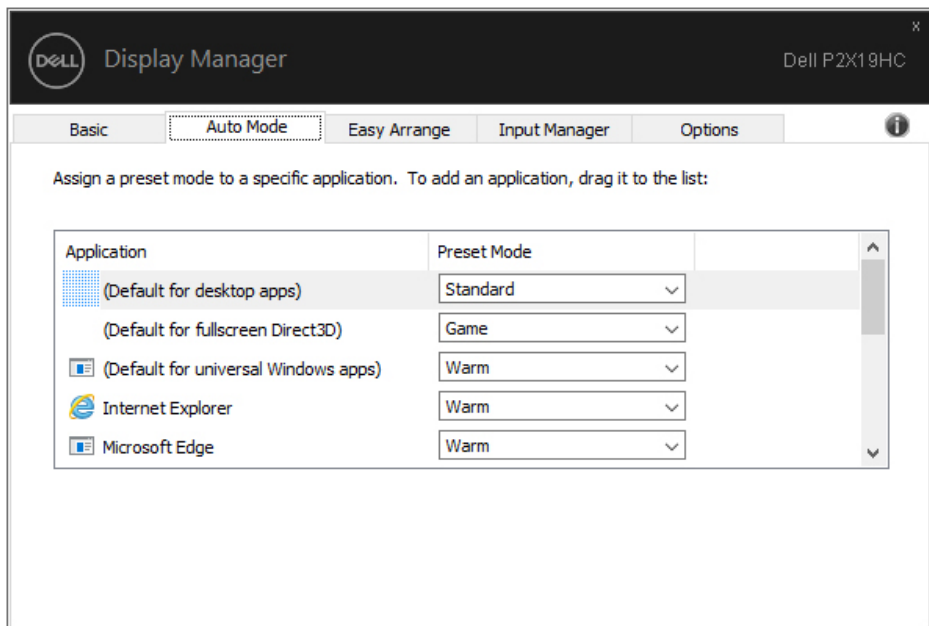 x
DELL Display Manager Dell P2X19HC
Basic Auto Mode Easy Arrange Input Manager Options i
Assign a preset mode to a specific application. To add an application, drag it to the list:
Application Preset Mode
(Default for desktop apps) Standard
(Default for fullscreen Direct3D) Game
(Default for universal Windows apps) Warm
Internet Explorer Warm
Microsoft Edge Warm